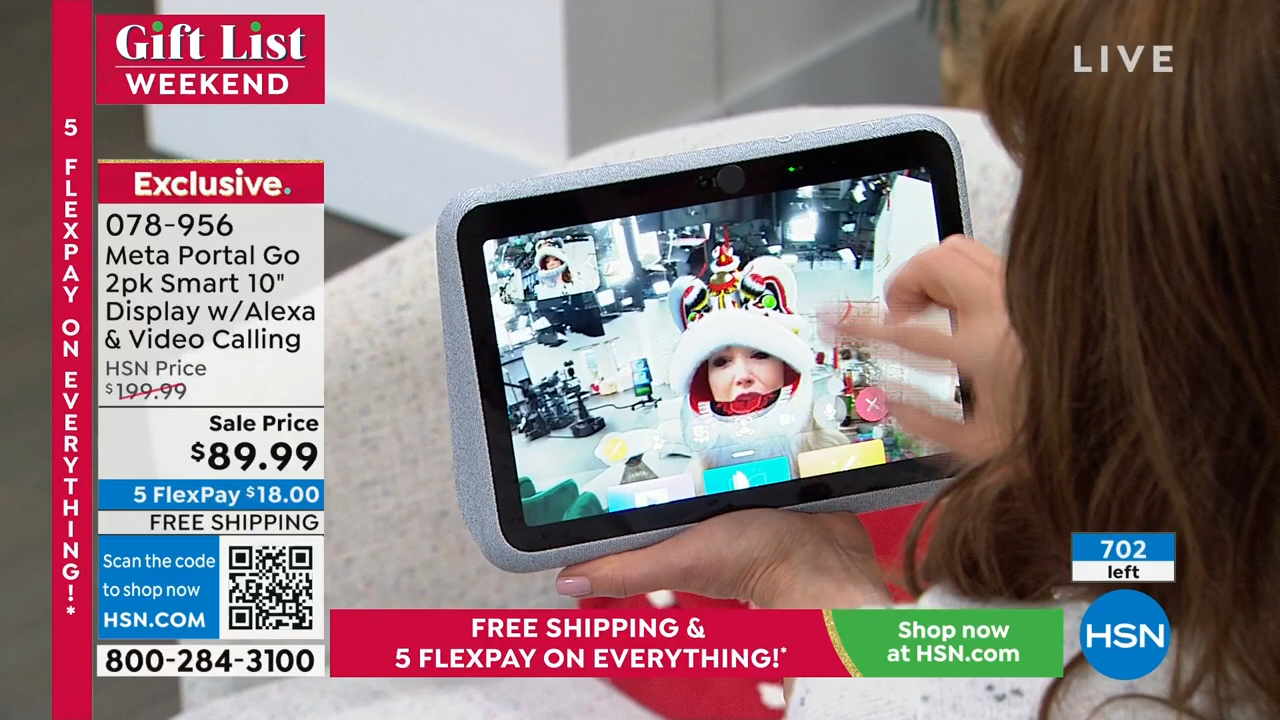 Gift List
WEEKEND
5 FLEXPAY ON EVERYTHING!*
Exclusive.
078-956
Meta Portal Go
2pk Smart 10"
Display w/Alexa
& Video Calling
HSN Price
$199.99
Sale Price
$89.99
5 FlexPay $18.00
FREE SHIPPING
Scan the code
to shop now
HSN.COM
800-284-3100
LIVE
702
left
HSN
FREE SHIPPING &
5 FLEXPAY ON EVERYTHING!*
Shop now
at HSN.com